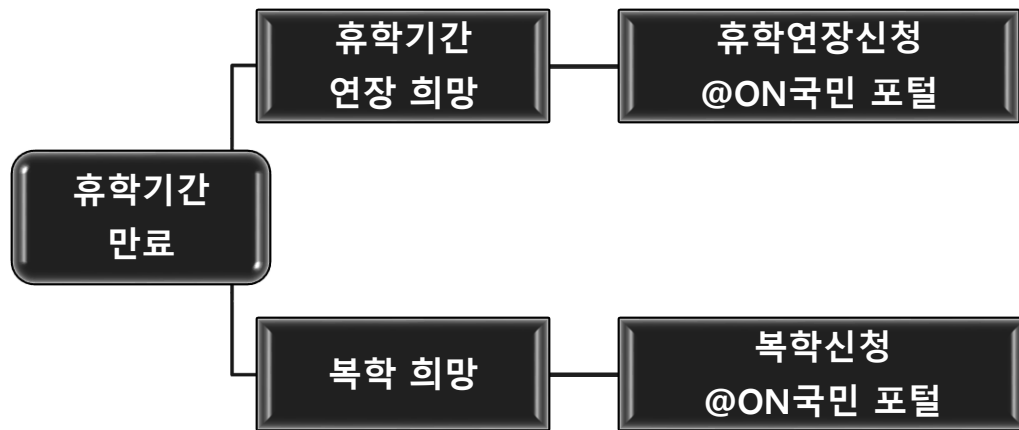 휴학기간
만료
휴학기간
연장 희망
휴학연장신청
@ON국민 포털
복학 희망
복학신청
@ON국민 포털